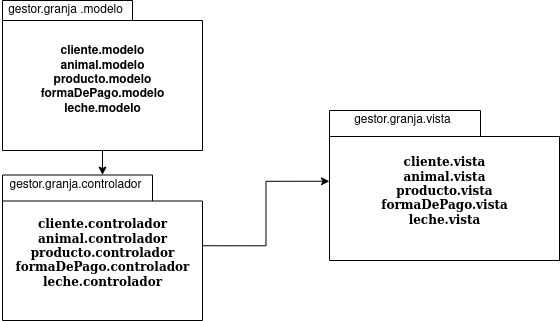 gestor.granja .modelo
cliente.modelo
animal.modelo
producto.modelo
formaDePago.modelo
leche.modelo
gestor.granja.controlador
cliente.controlador
animal.controlador
producto.controlador
formaDePago.controlador
leche.controlador
gestor.granja.vista
cliente.vista
animal.vista
producto.vista
formaDePago.vista
leche.vista